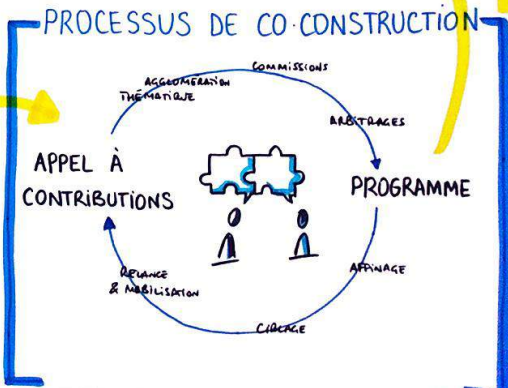 PROCESSUS DE CO·CONSTRUCTION
COMMISSIONS
AGGLOMÉRATION
THÉMATIQUE
ARBITRAGES
APPEL À
CONTRIBUTIONS
PROGRAMME
AFFINAGE
RELANCE
& MOBILISATION
CIBLAGE